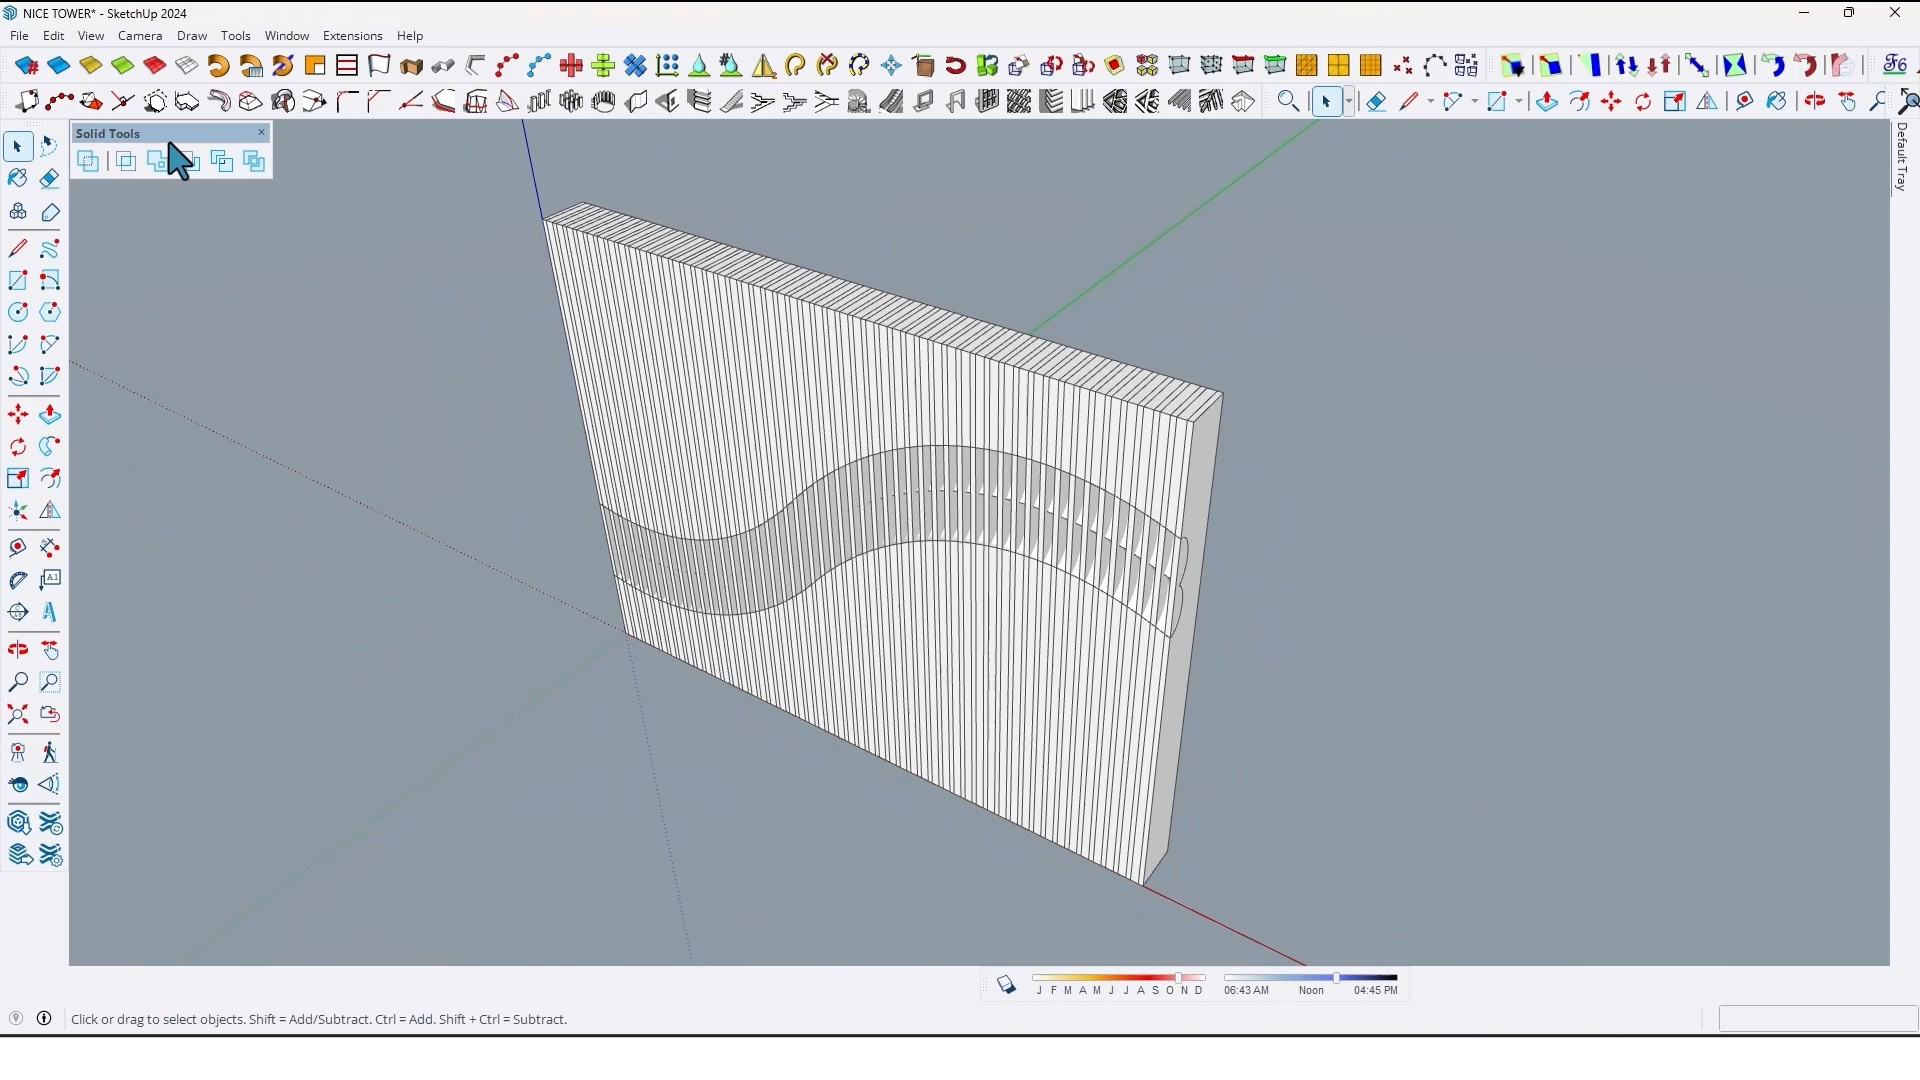 NICE TOWER* - SketchUp 2024
File Edit View Camera Draw Tools Window Extensions Help
F6
Solid Tools
Default Tray
A1
A
J F M A M J J A S O N D
06:43 AM Noon 04:45 PM
Click or drag to select objects. Shift = Add/Subtract. Ctrl = Add. Shift + Ctrl = Subtract.